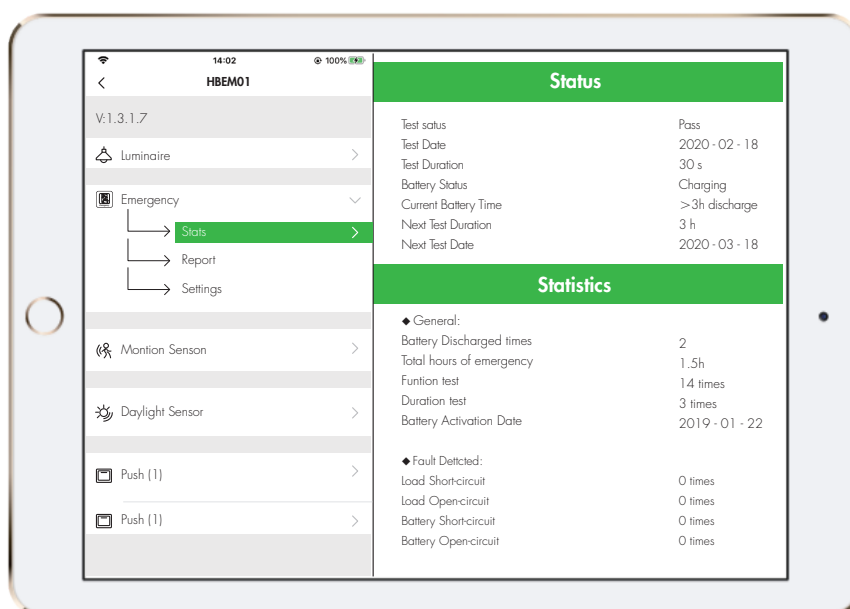 14:02
100%
HBEM01
V:1.3.1.7
Luminaire
Emergency
Stats
Report
Settings
Montion Senson
Daylight Sensor
Push (1)
Push (1)
Status
Test satus Pass
Test Date 2020 - 02 - 18
Test Duration 30 s
Battery Status Charging
Current Battery Time >3h discharge
Next Test Duration 3 h
Next Test Date 2020 - 03 - 18
Statistics
◆ General:
Battery Discharged times 2
Total hours of emergency 1.5h
Funtion test 14 times
Duration test 3 times
Battery Activation Date 2019 - 01 - 22
◆ Fault Dettcted:
Load Short-circuit 0 times
Load Open-circuit 0 times
Battery Short-circuit 0 times
Battery Open-circuit 0 times